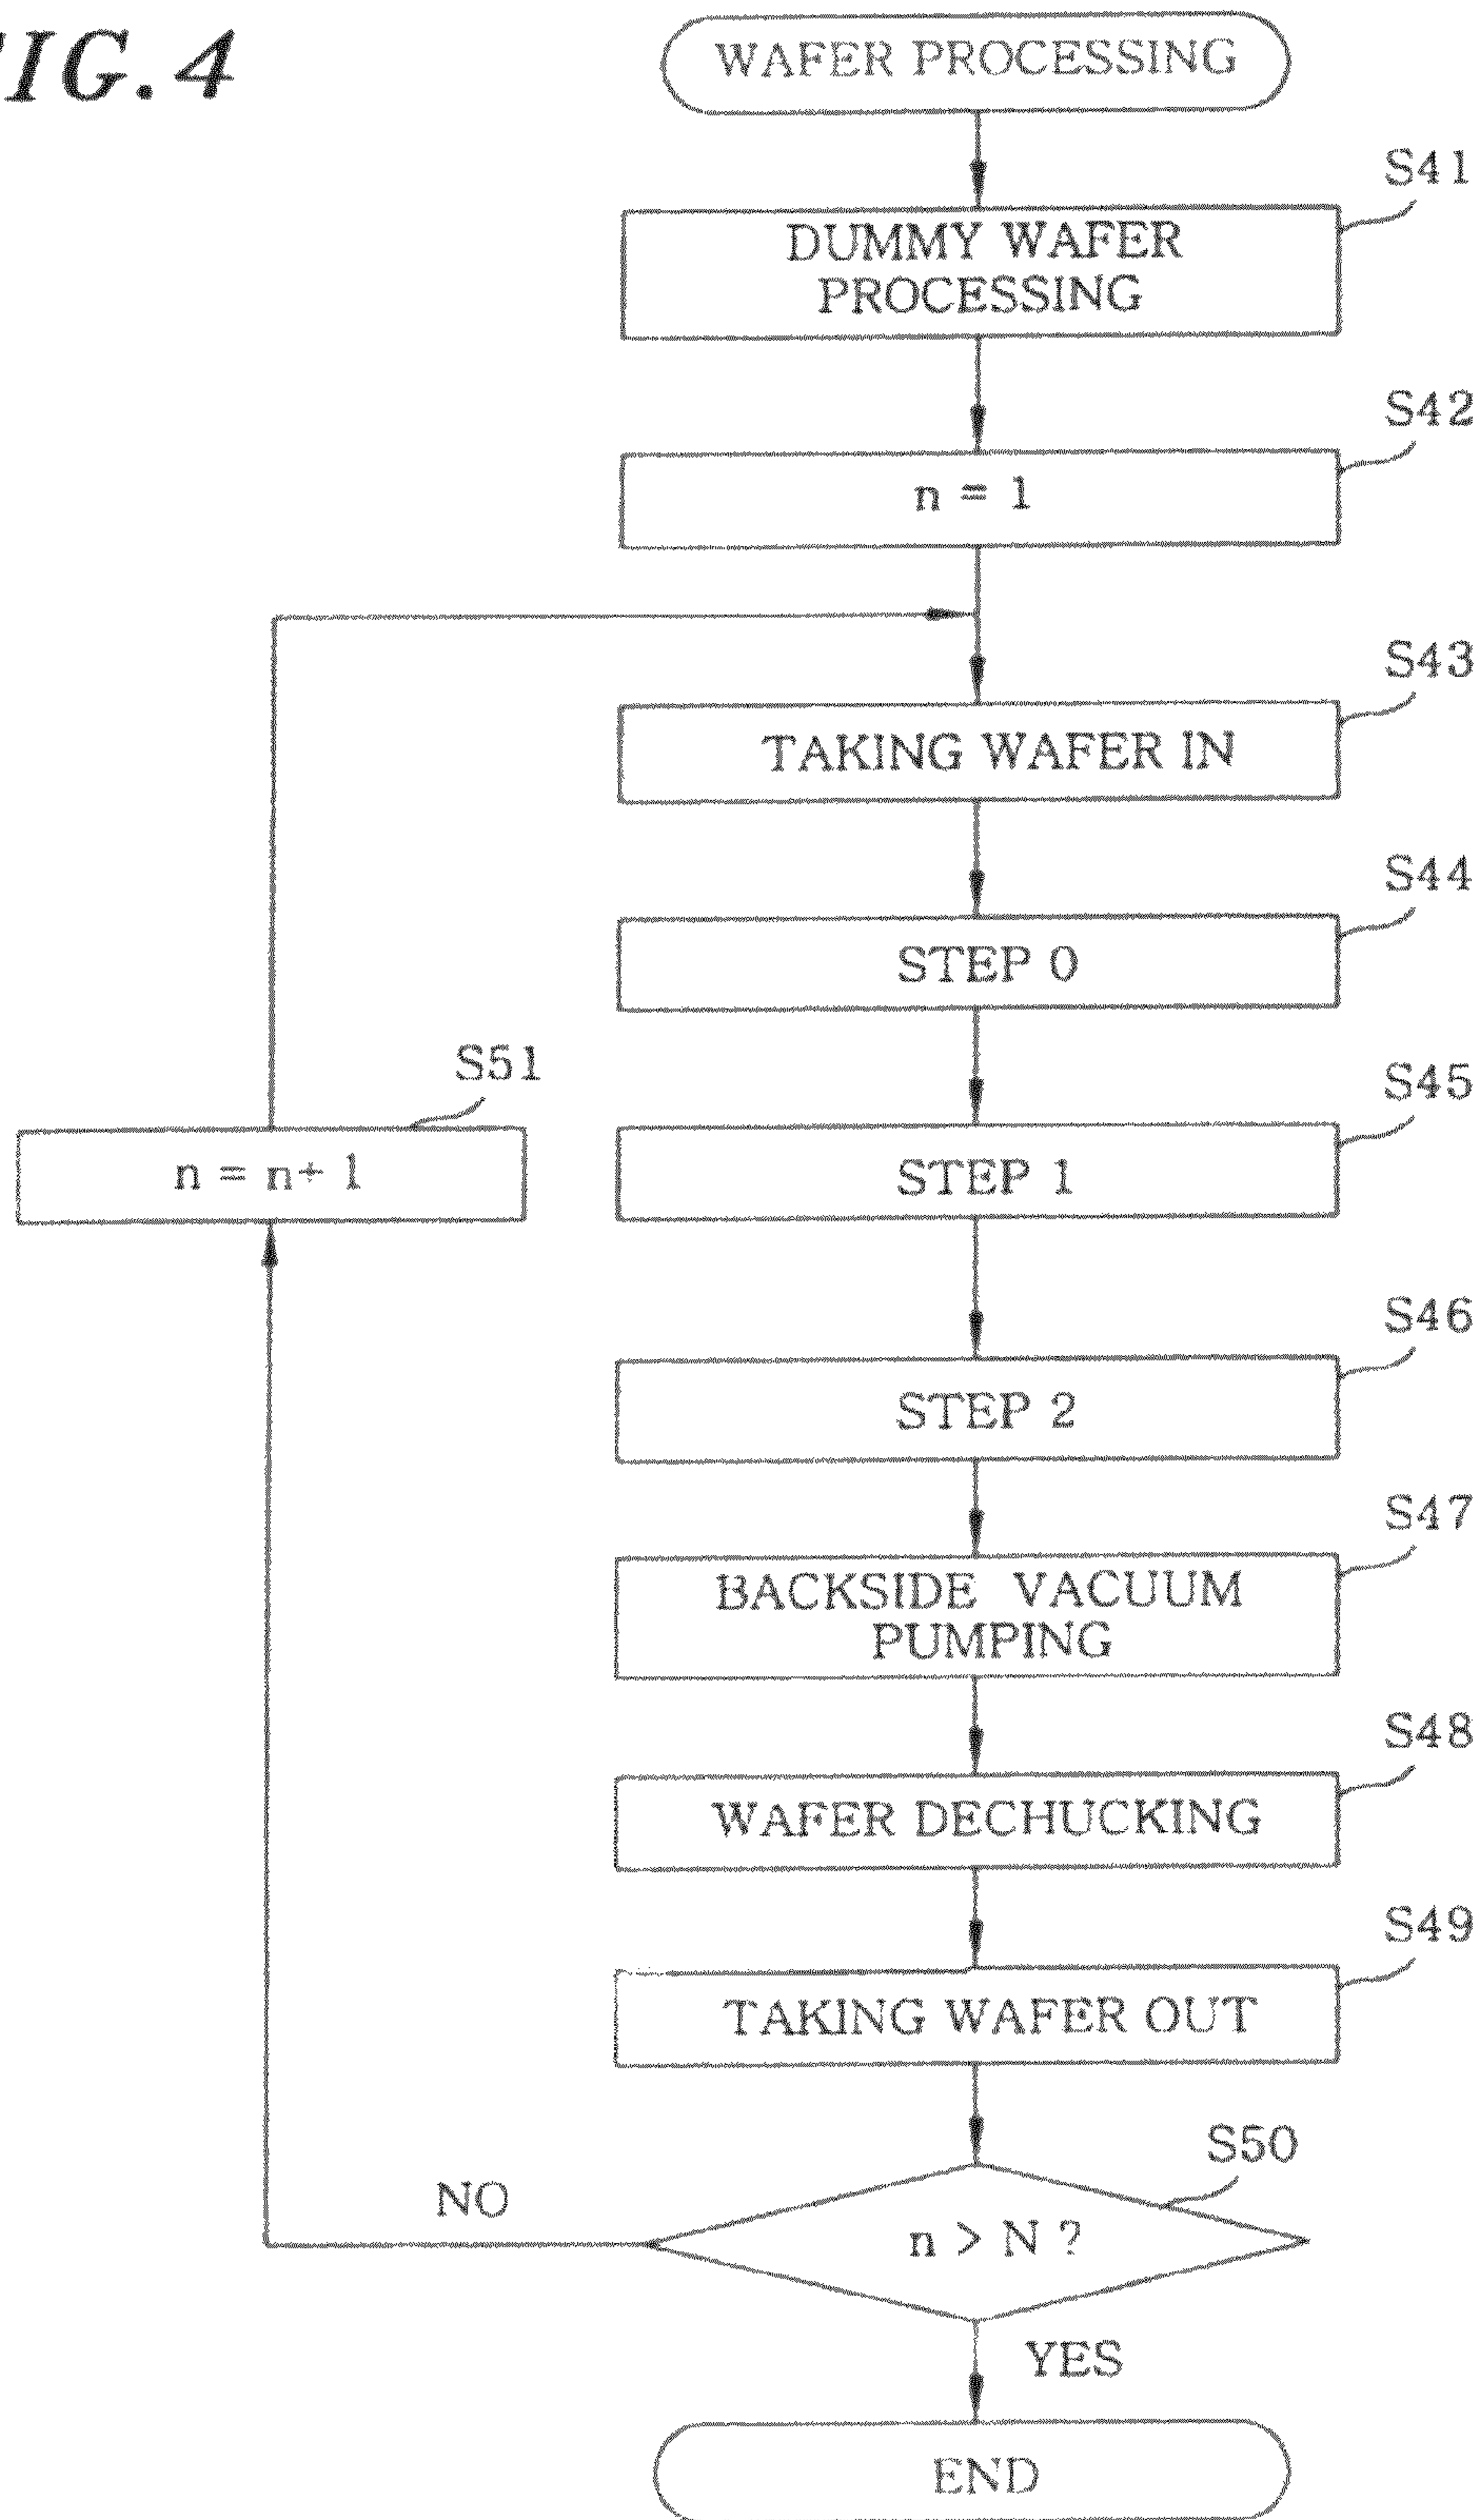 FIG.4
WAFER PROCESSING
S41
DUMMY WAFER
PROCESSING
S42
n = 1
S43
TAKING WAFER IN
S44
STEP 0
S51
n = n+ 1
S45
STEP 1
S46
STEP 2
S47
BACKSIDE VACUUM
PUMPING
S48
WAFER DECHUCKING
S49
TAKING WAFER OUT
S50
NO
n > N ?
YES
END